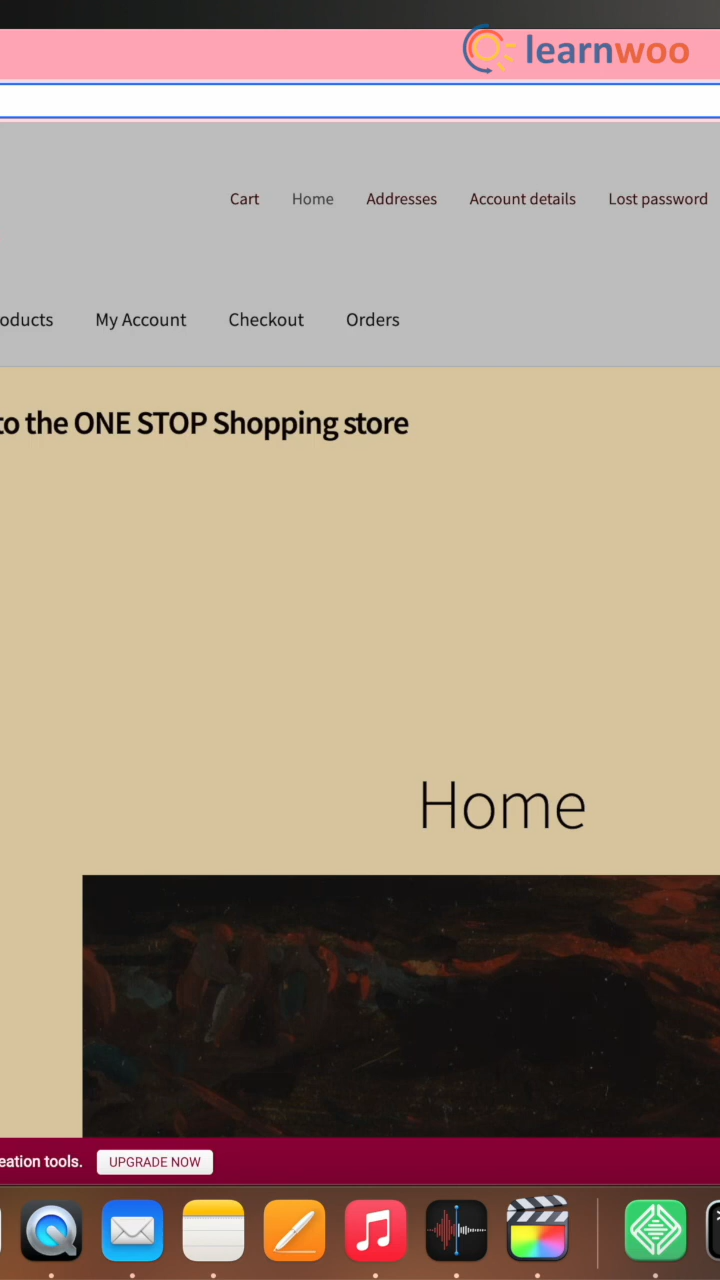 learnwoo
Cart Home Addresses Account details Lost password
oducts My Account Checkout Orders
to the ONE STOP Shopping store
Home
eation tools. UPGRADE NOW